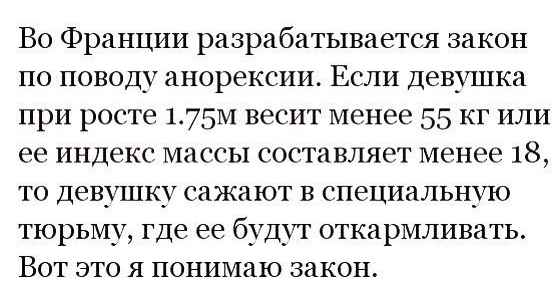 Во Франции разрабатывается закон
по поводу анорексии. Если девушка
при росте 1.75м весит менее 55 кг или
ее индекс массы составляет менее 18,
то девушку сажают в специальную
тюрьму, где ее будут откармливать.
Вот это я понимаю закон.